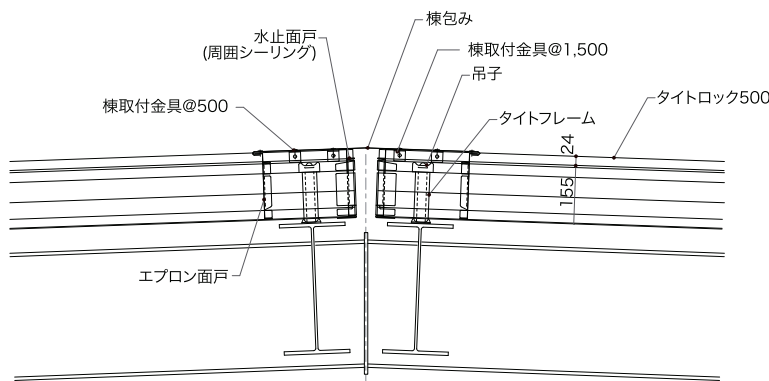 棟包み
水止面戸
(周囲シーリング)
棟取付金具@1,500
吊子
タイトロック500
棟取付金具@500
タイトフレーム
24
155
エプロン面戸